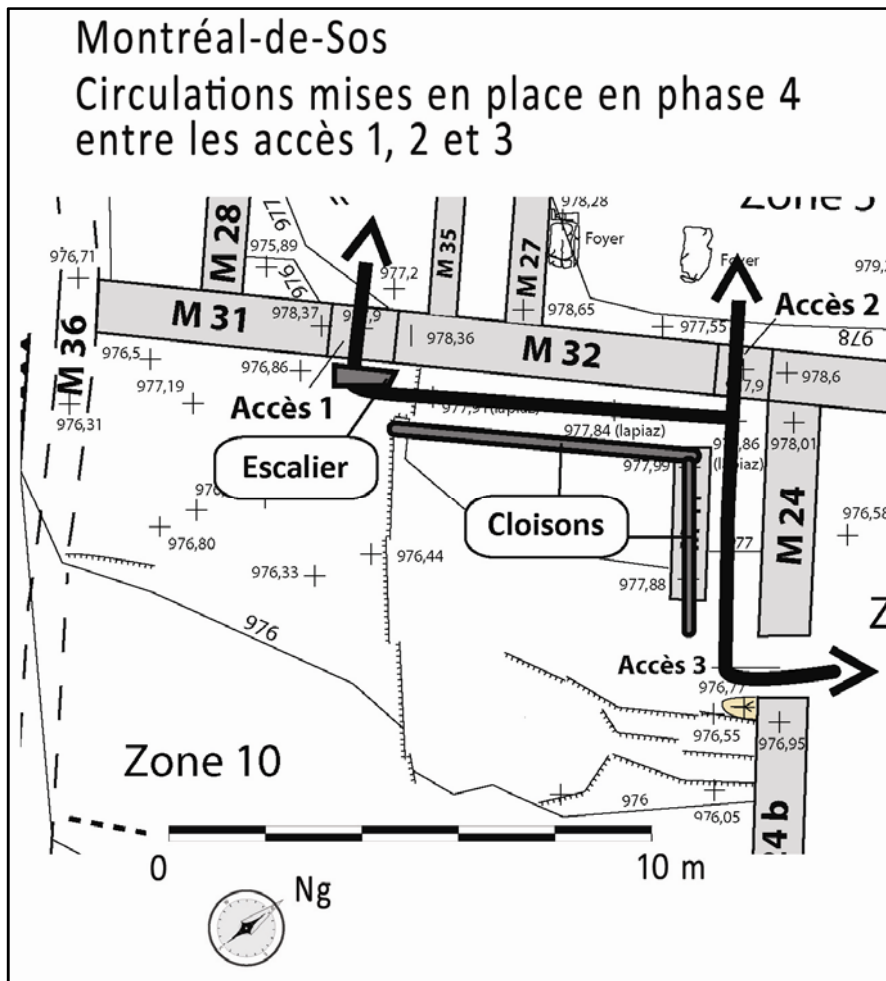 Montréal-de-Sos
Circulations mises en place en phase 4
entre les accès 1, 2 et 3
978,28
M 28
977
M 35
M 27
Foyer
Foyer
976,71
975,89
976
977,2
979,
Accès 2
M 31
978,37
978,65
977,55
978
M 36
978,36
M 32
976,5
976,86
978,6
977,19
Accès 1
976,31
977,84 (lapiaz)
978,01
Escalier
977,99
(lapiaz)
Cloisons
M 24
976,58
976,80
976,44
976,33
977,88
976
Accès 3
976,77
976,55
976,95
Zone 10
976
976,05
0
10 m
Ng